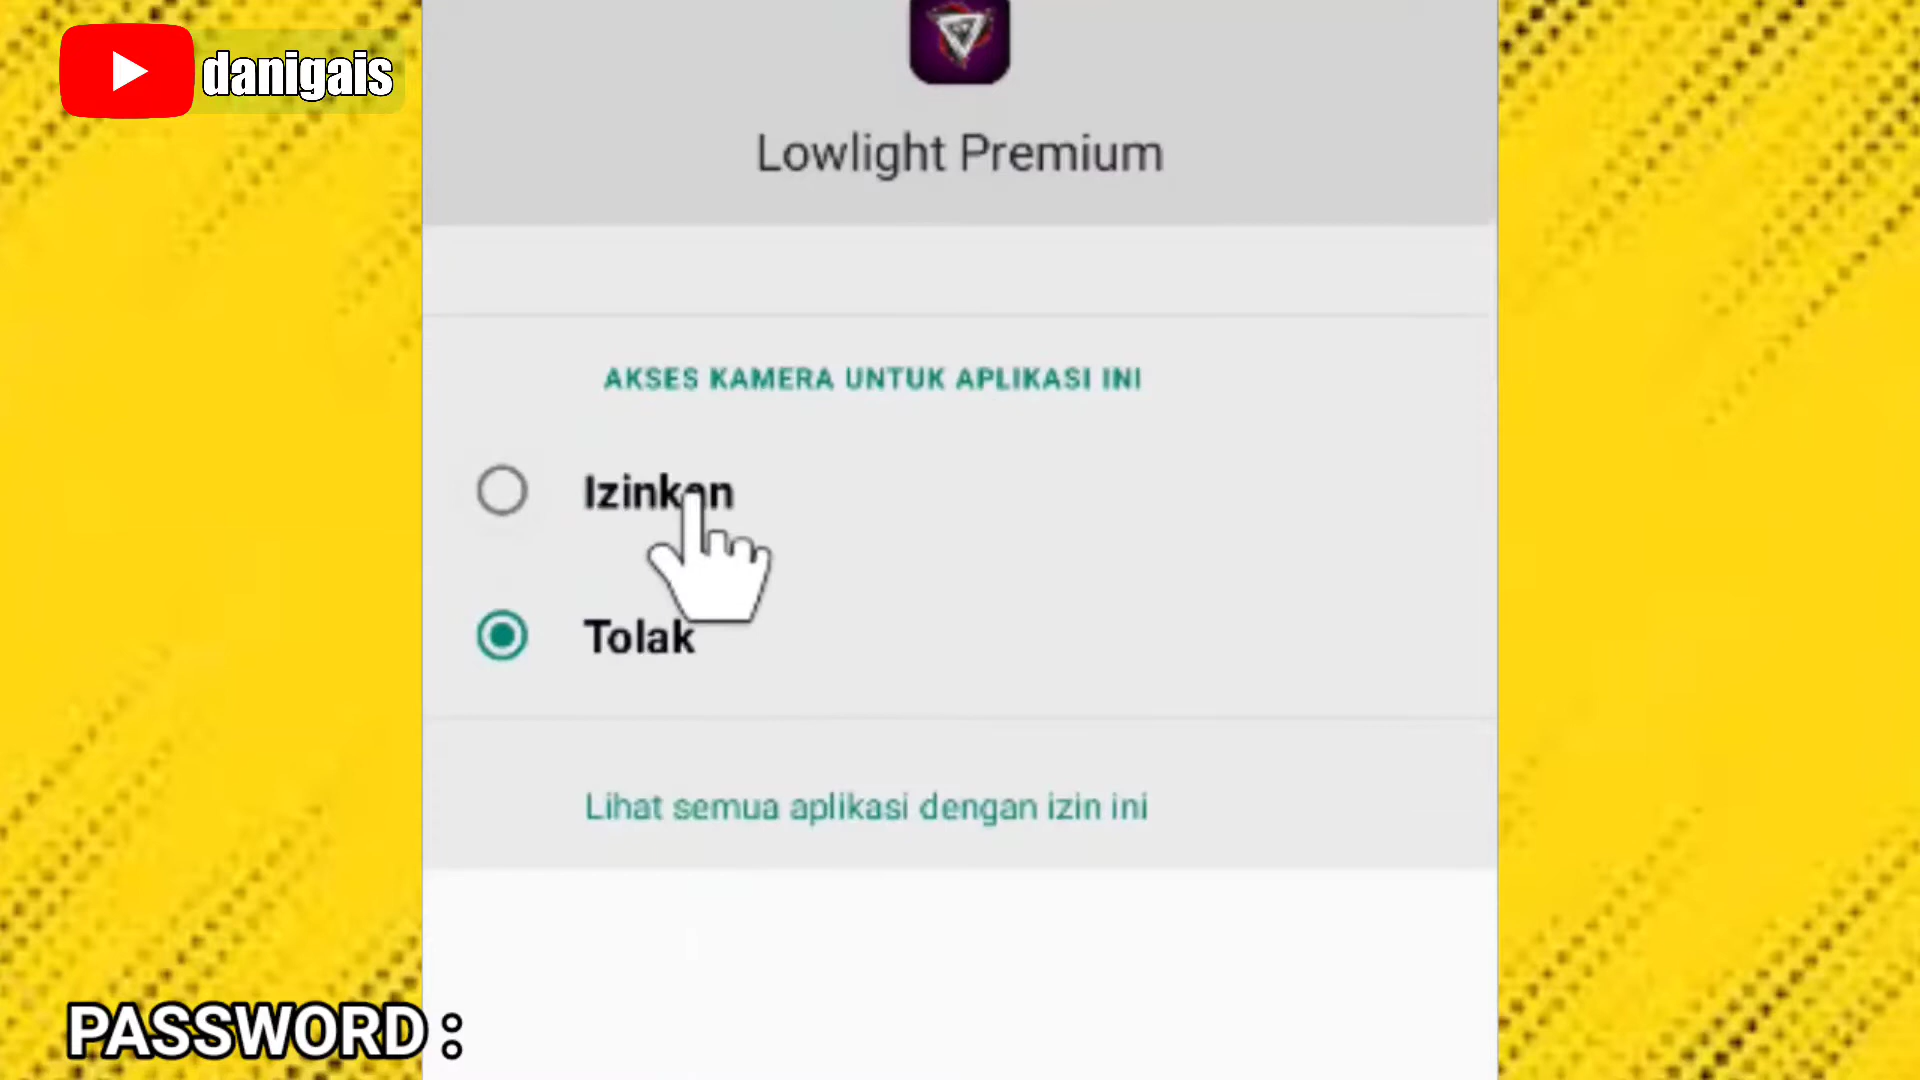 danigais
Lowlight Premium
AKSES KAMERA UNTUK APLIKASI INI
Izinkan
Tolak
Lihat semua aplikasi dengan izin ini
PASSWORD :